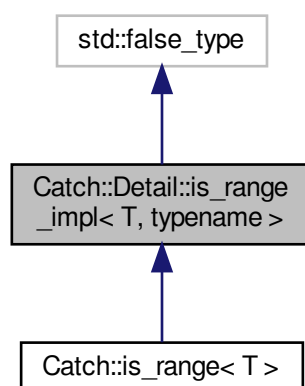 std::false_type
Catch::Detail::is_range
_impl< T, typename >
Catch::is_range< T >